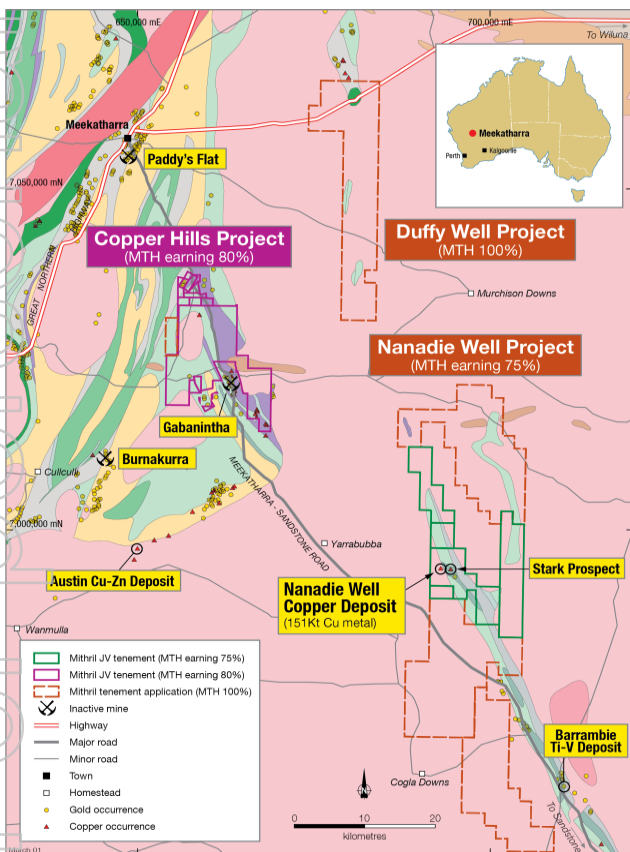 650,000 mE
700,000 mE
To Wiluna
Meekatharra
Paddy's Flat
Meekatharra
Perth
Kalgoorlie
7,050,000 mN
GREAT NORTHERN HIGHWAY
Copper Hills Project
(MTH earning 80%)
Duffy Well Project
(MTH 100%)
Murchison Downs
Nanadie Well Project
(MTH earning 75%)
Gabanintha
Burnakurra
Cullculli
MEEKATHARRA - SANDSTONE ROAD
7,000,000 mN
Yarrabubba
Austin Cu-Zn Deposit
Stark Prospect
Nanadie Well
Copper Deposit
(151Kt Cu metal)
Wanmulla
Mithril JV tenement (MTH earning 75%)
Mithril JV tenement (MTH earning 80%)
Mithril tenement application (MTH 100%)
Inactive mine
Highway
Major road
Minor road
Town
Homestead
Gold occurrence
Copper occurrence
Barrambie
Ti-V Deposit
Cogla Downs
N
To Sandstone
0 10 20
kilometres
March 01